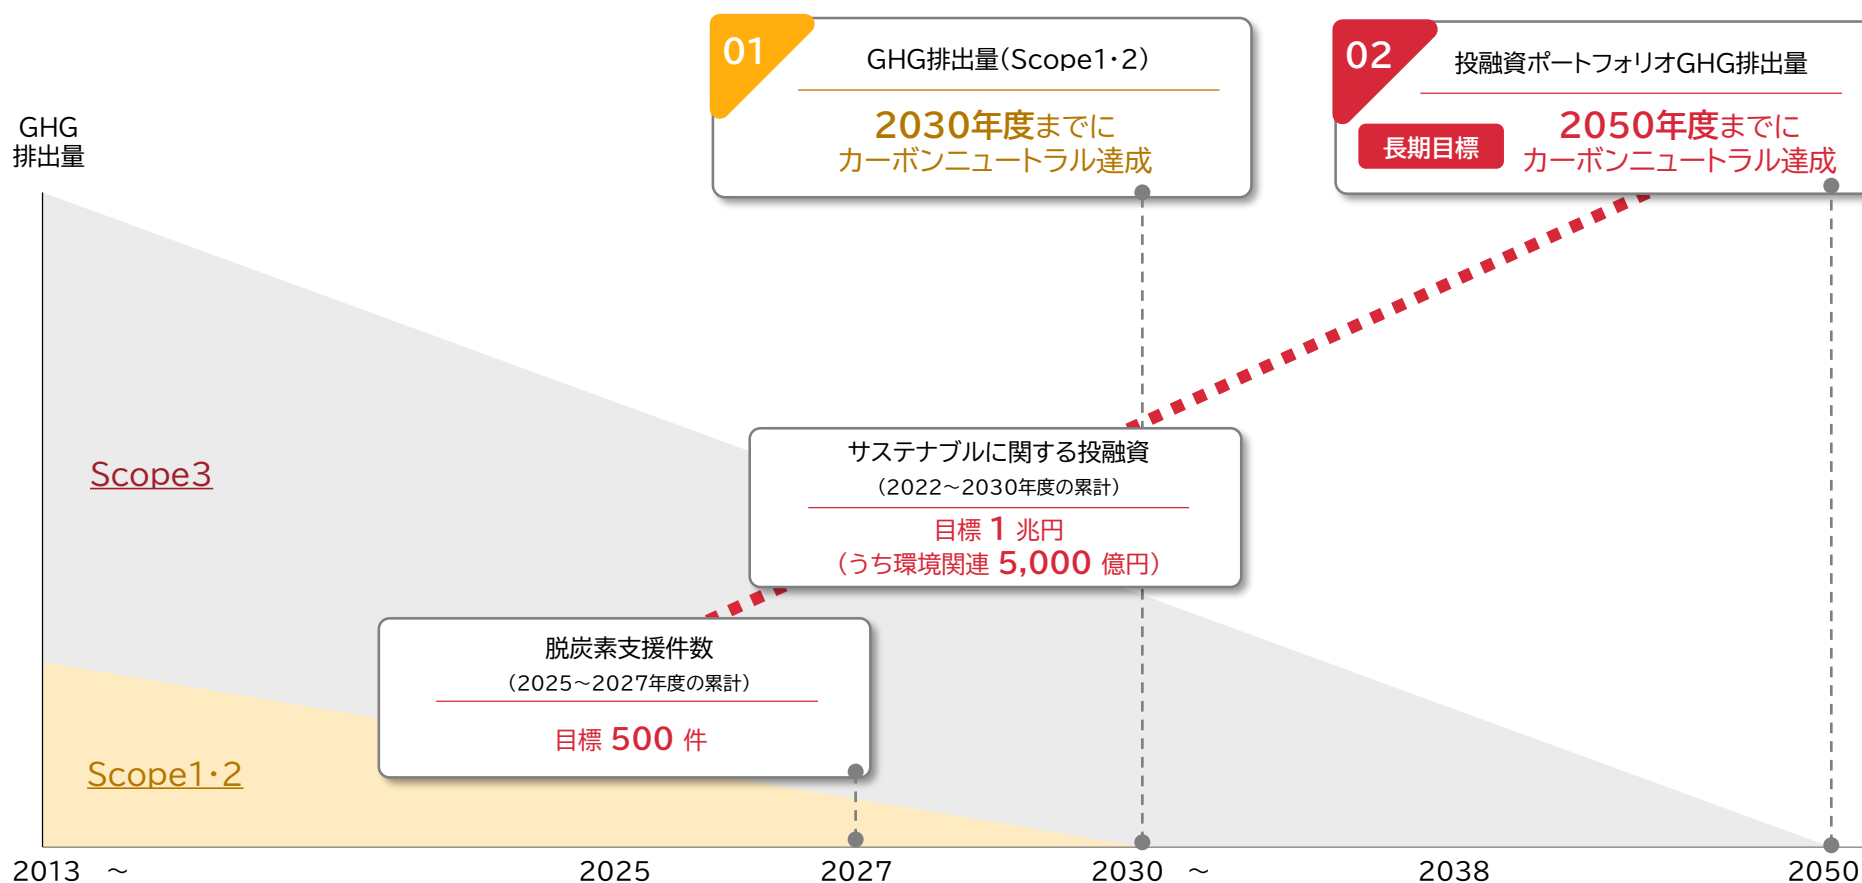 01
GHG排出量(Scope1・2)
2030年度までに
カーボンニュートラル達成
02
投融資ポートフォリオGHG排出量
長期目標
2050年度までに
カーボンニュートラル達成
GHG
排出量
Scope3
サステナブルに関する投融資
(2022～2030年度の累計)
目標 1 兆円
(うち環境関連 5,000 億円)
脱炭素支援件数
(2025～2027年度の累計)
目標 500 件
Scope1・2
2013 ～ 2025 2027 2030 ～ 2038 2050